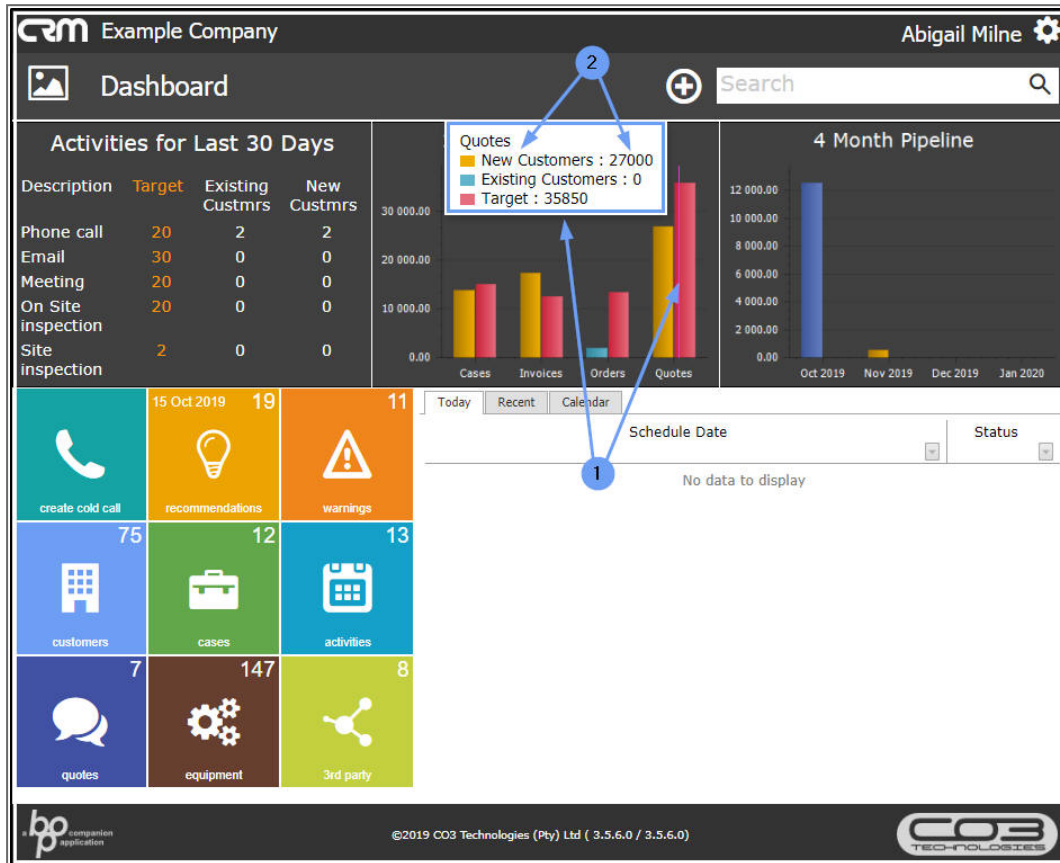 CRM Example Company
Abigail Milne
Dashboard
Search
2
Activities for Last 30 Days
Description Target Existing Custmrs New Custmrs
Phone call 20 2 2
Email 30 0 0
Meeting 20 0 0
On Site inspection 20 0 0
Site inspection 2 0 0
Quotes
New Customers : 27000
Existing Customers : 0
Target : 35850
30 000.00
20 000.00
10 000.00
0.00
Cases Invoices Orders Quotes
4 Month Pipeline
12 000.00
10 000.00
8 000.00
6 000.00
4 000.00
2 000.00
0.00
Oct 2019 Nov 2019 Dec 2019 Jan 2020
create cold call
15 Oct 2019 19
recommendations
11
warnings
75
customers
12
cases
13
activities
7
quotes
147
equipment
8
3rd party
Today Recent Calendar
Schedule Date Status
1
No data to display
a bpo companion application
©2019 CO3 Technologies (Pty) Ltd ( 3.5.6.0 / 3.5.6.0)
CO3
TECHNOLOGIES